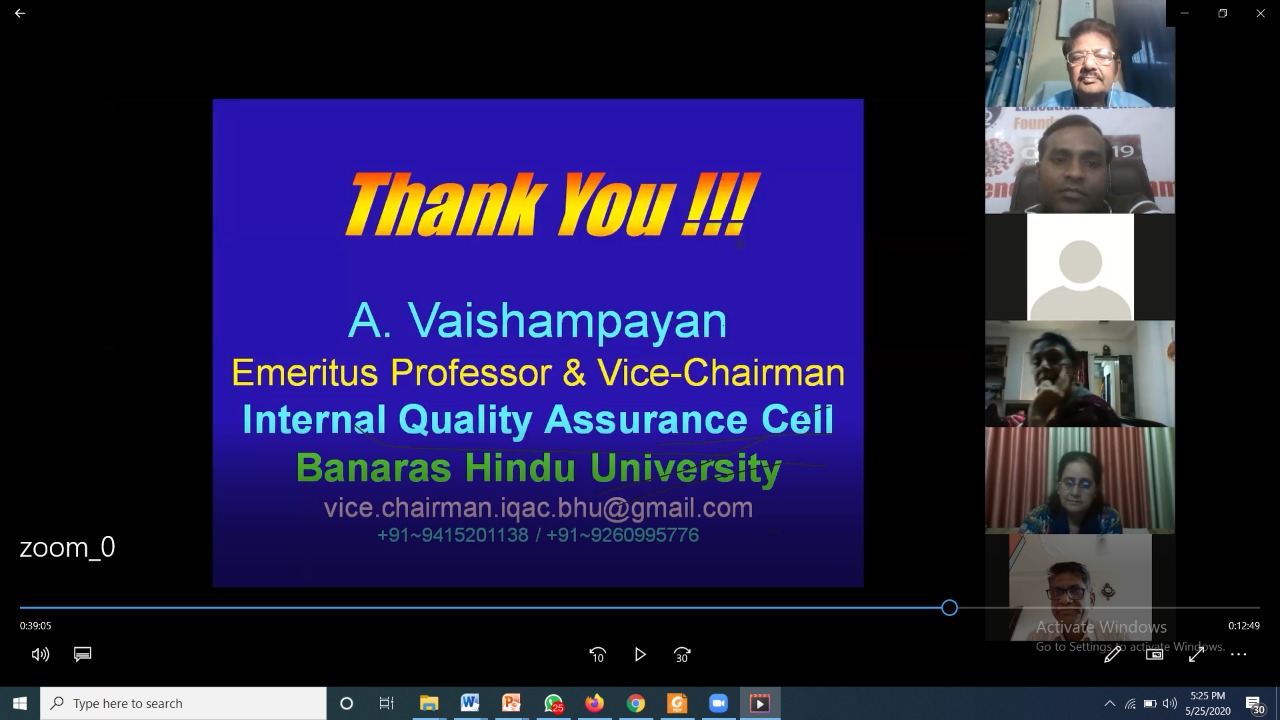 Thank You !!!
A. Vaishampayan
Emeritus Professor & Vice-Chairman
Internal Quality Assurance Cell
Banaras Hindu University
vice.chairman.iqac.bhu@gmail.com
+91~9415201138 / +91~9260995776
Found
19
zoom_0
0:39:05
0:12:49
Activate Windows
Go to Settings to activate Windows.
10
30
Type here to search
25
5:25 PM
5/25/2020
30